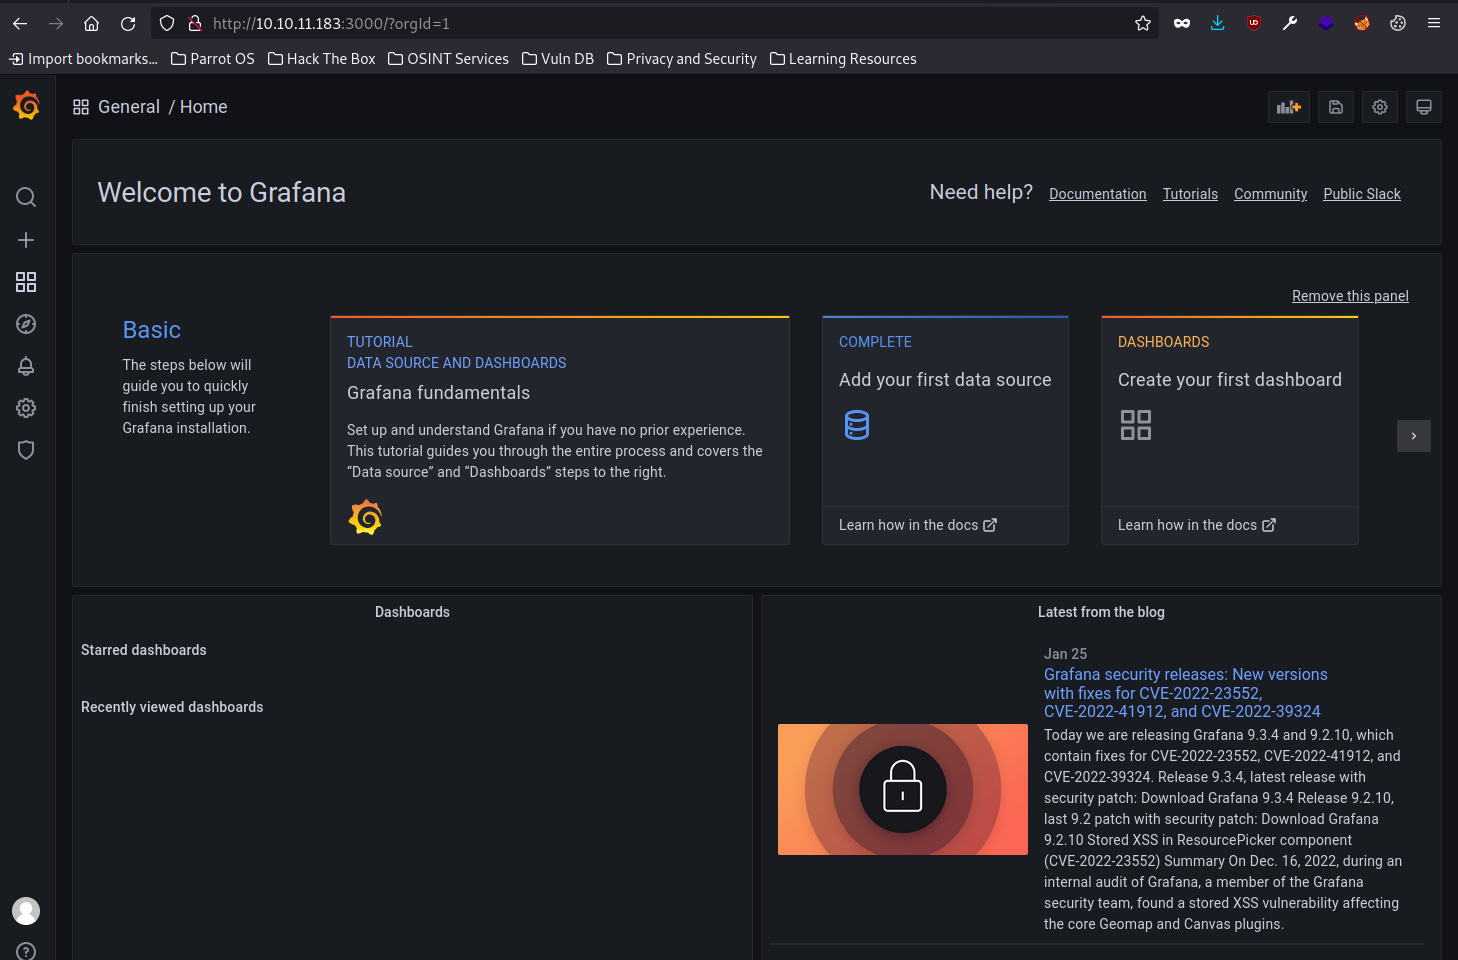 http://10.10.11.183:3000/?orgId=1
Import bookmarks... Parrot OS Hack The Box OSINT Services Vuln DB Privacy and Security Learning Resources
General / Home
Welcome to Grafana
Need help? Documentation Tutorials Community Public Slack
Remove this panel
Basic
The steps below will
guide you to quickly
finish setting up your
Grafana installation.
TUTORIAL
DATA SOURCE AND DASHBOARDS
Grafana fundamentals
Set up and understand Grafana if you have no prior experience.
This tutorial guides you through the entire process and covers the
“Data source” and “Dashboards” steps to the right.
COMPLETE
Add your first data source
Learn how in the docs
DASHBOARDS
Create your first dashboard
Learn how in the docs
Dashboards
Starred dashboards
Recently viewed dashboards
Latest from the blog
Jan 25
Grafana security releases: New versions
with fixes for CVE-2022-23552,
CVE-2022-41912, and CVE-2022-39324
Today we are releasing Grafana 9.3.4 and 9.2.10, which
contain fixes for CVE-2022-23552, CVE-2022-41912, and
CVE-2022-39324. Release 9.3.4, latest release with
security patch: Download Grafana 9.3.4 Release 9.2.10,
last 9.2 patch with security patch: Download Grafana
9.2.10 Stored XSS in ResourcePicker component
(CVE-2022-23552) Summary On Dec. 16, 2022, during an
internal audit of Grafana, a member of the Grafana
security team, found a stored XSS vulnerability affecting
the core Geomap and Canvas plugins.